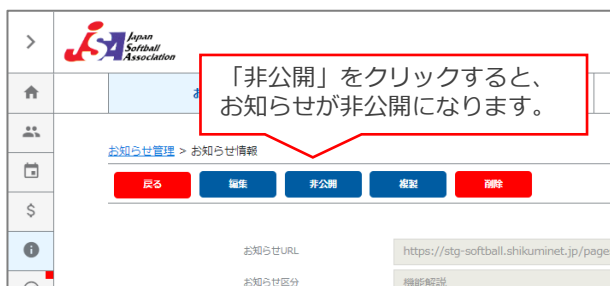 Japan
Softball
Association
「非公開」をクリックすると、
お知らせが非公開になります。
お
お知らせ管理 > お知らせ情報
戻る 編集 非公開 複製 削除
お知らせURL https://stg-softball.shikuminet.jp/page
お知らせ区分 機能解説